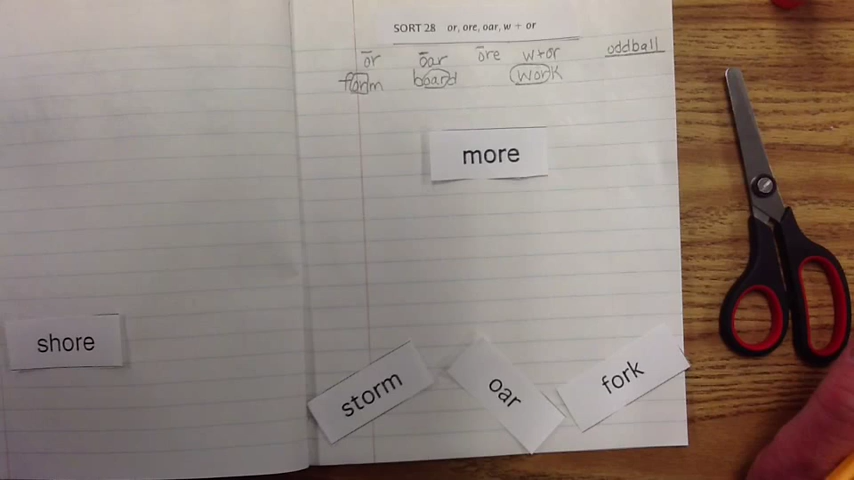 SORT 28 or, ore, oar, w + or
or oar ore w+or oddball
form board work
more
shore
storm oar fork